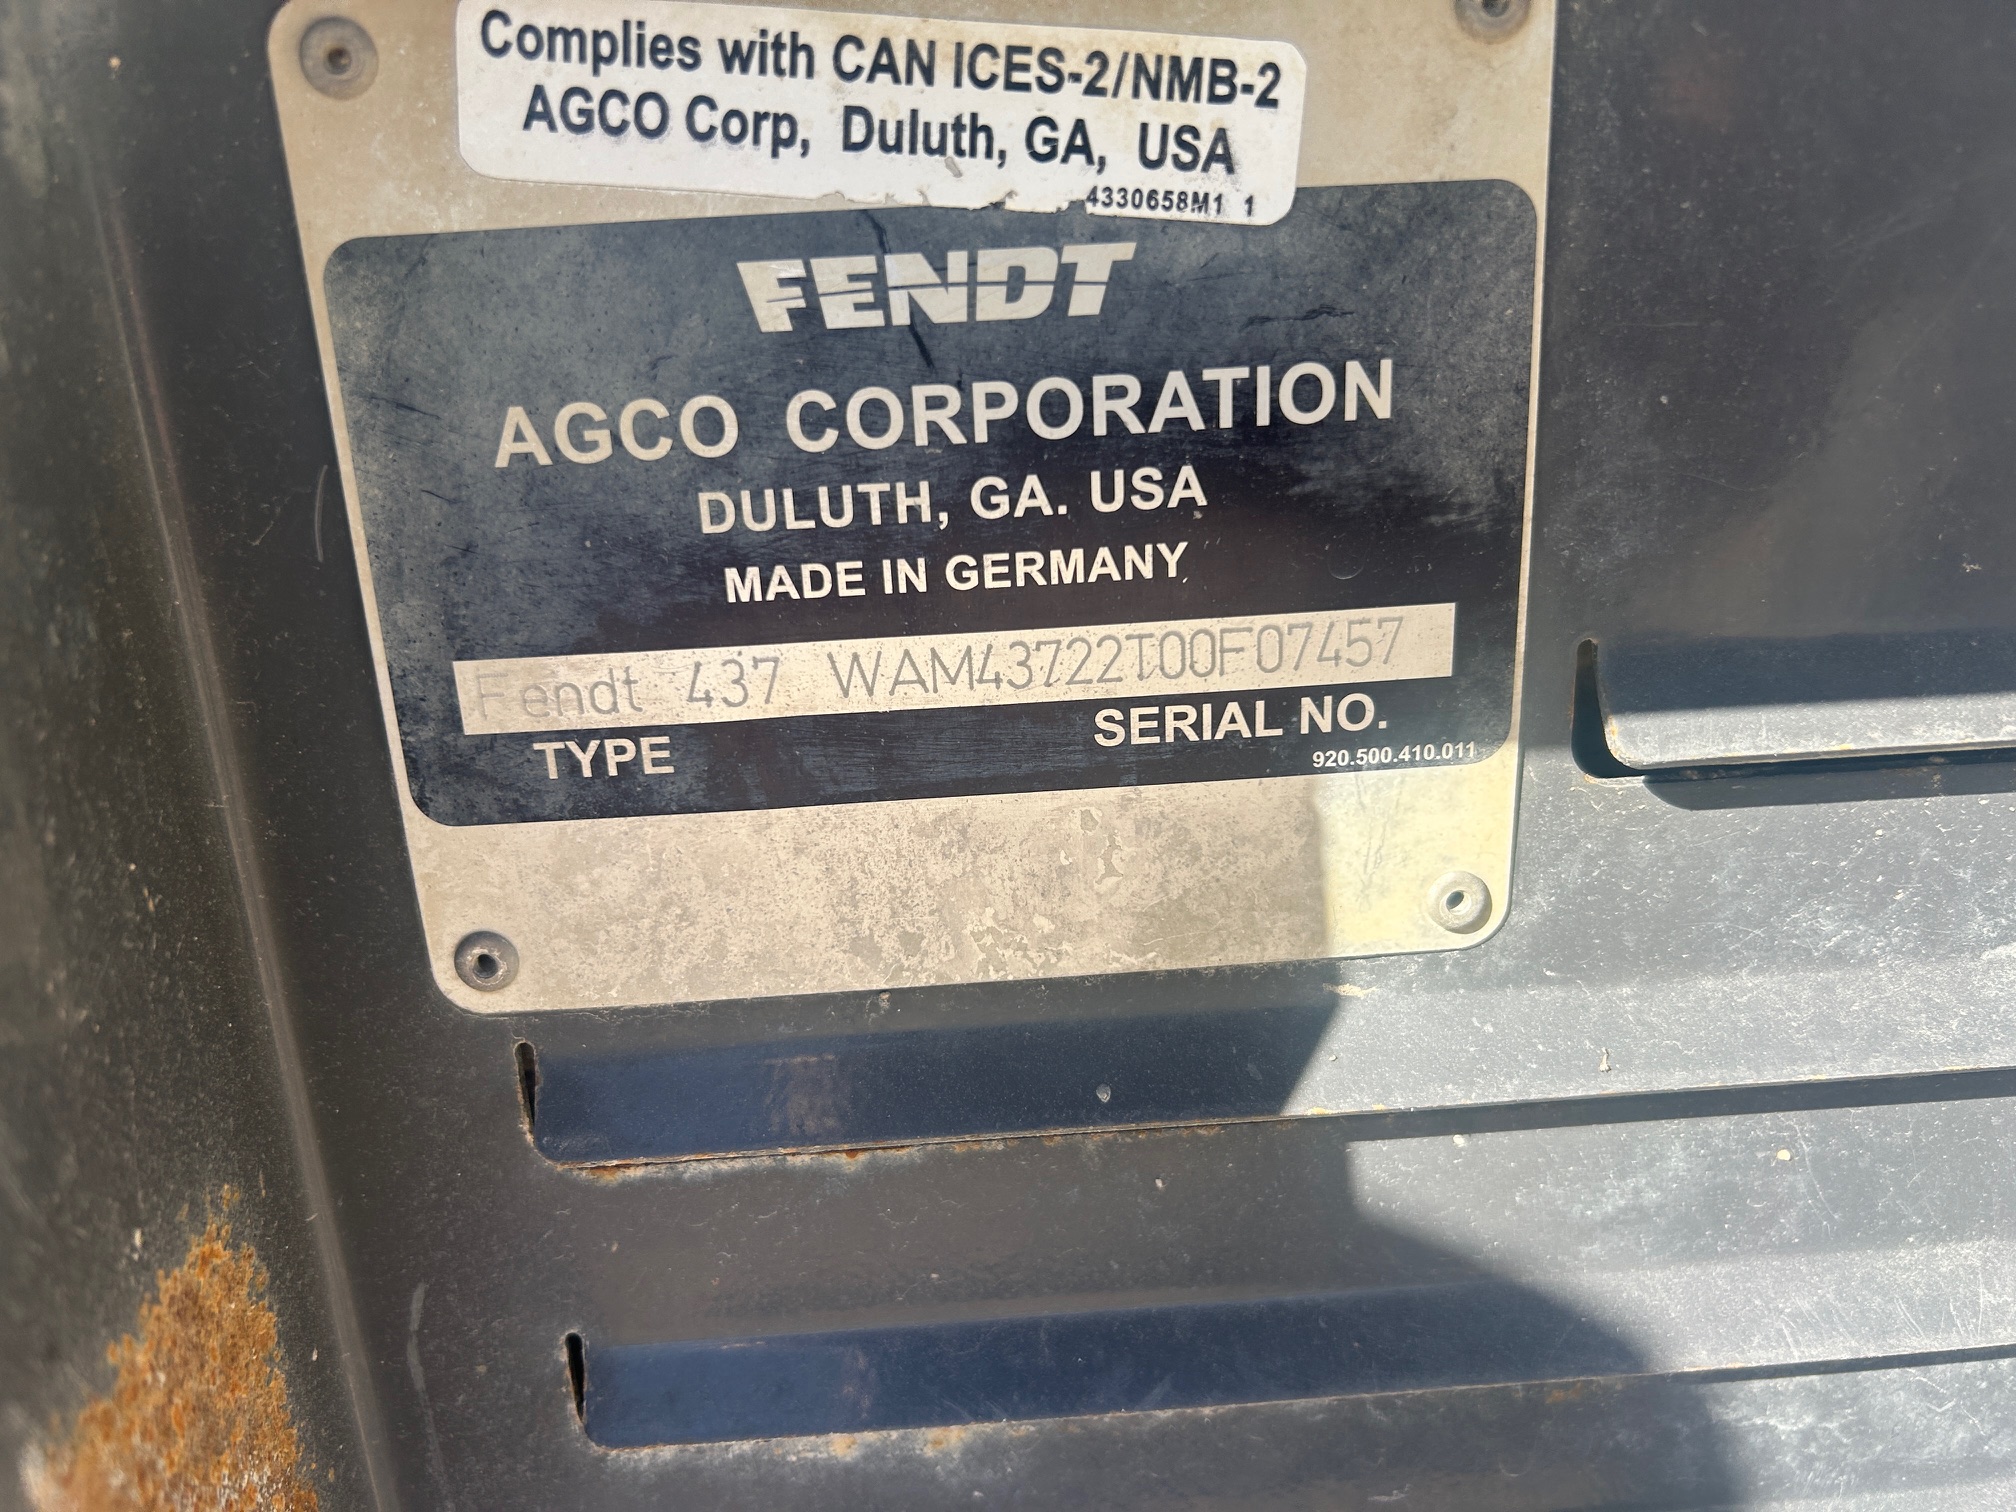 Complies with CAN ICES-2/NMB-2
AGCO Corp, Duluth, GA, USA
4330658M1 1
FENDT
AGCO CORPORATION
DULUTH, GA. USA
MADE IN GERMANY
Fendt 437 WAM43722T00F07457
TYPE SERIAL NO.
920.500.410.011